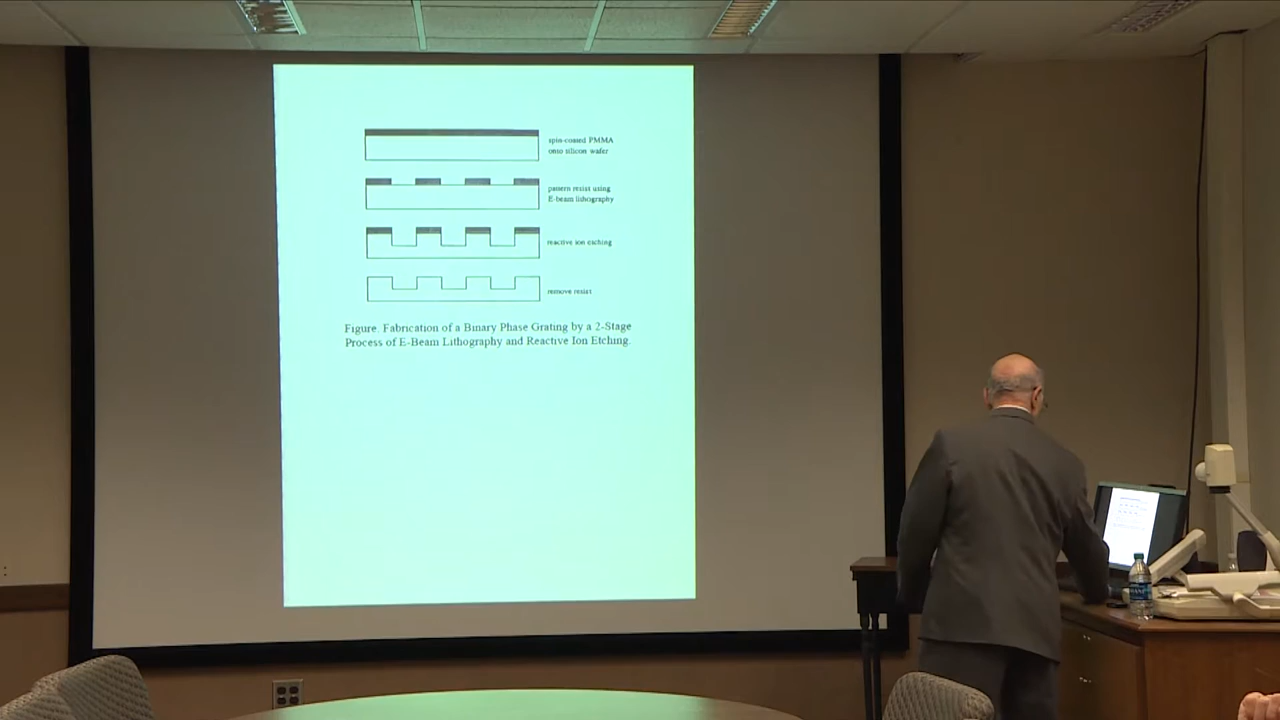 spin-coated PMMA
onto silicon wafer
pattern resist using
E-beam lithography
reactive ion etching
remove resist
Figure. Fabrication of a Binary Phase Grating by a 2-Stage
Process of E-Beam Lithography and Reactive Ion Etching.